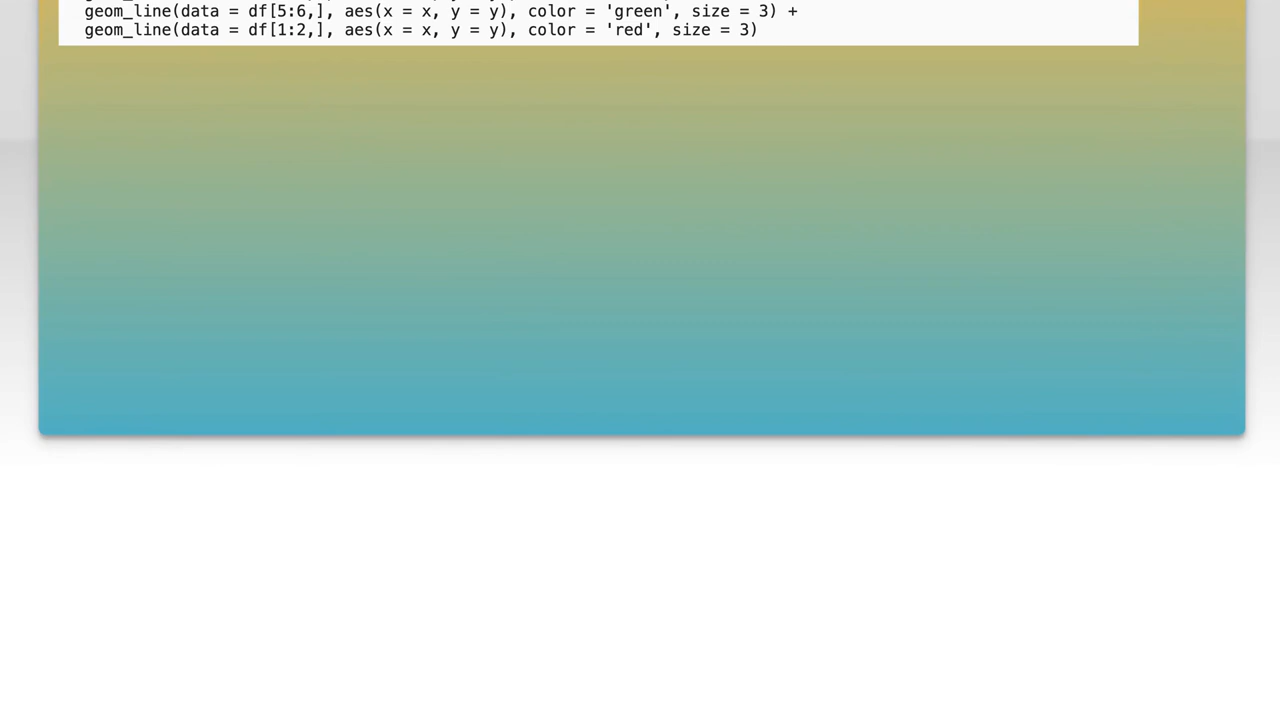 geom_line(data = df[5:6,], aes(x = x, y = y), color = 'green', size = 3) +
geom_line(data = df[1:2,], aes(x = x, y = y), color = 'red', size = 3)